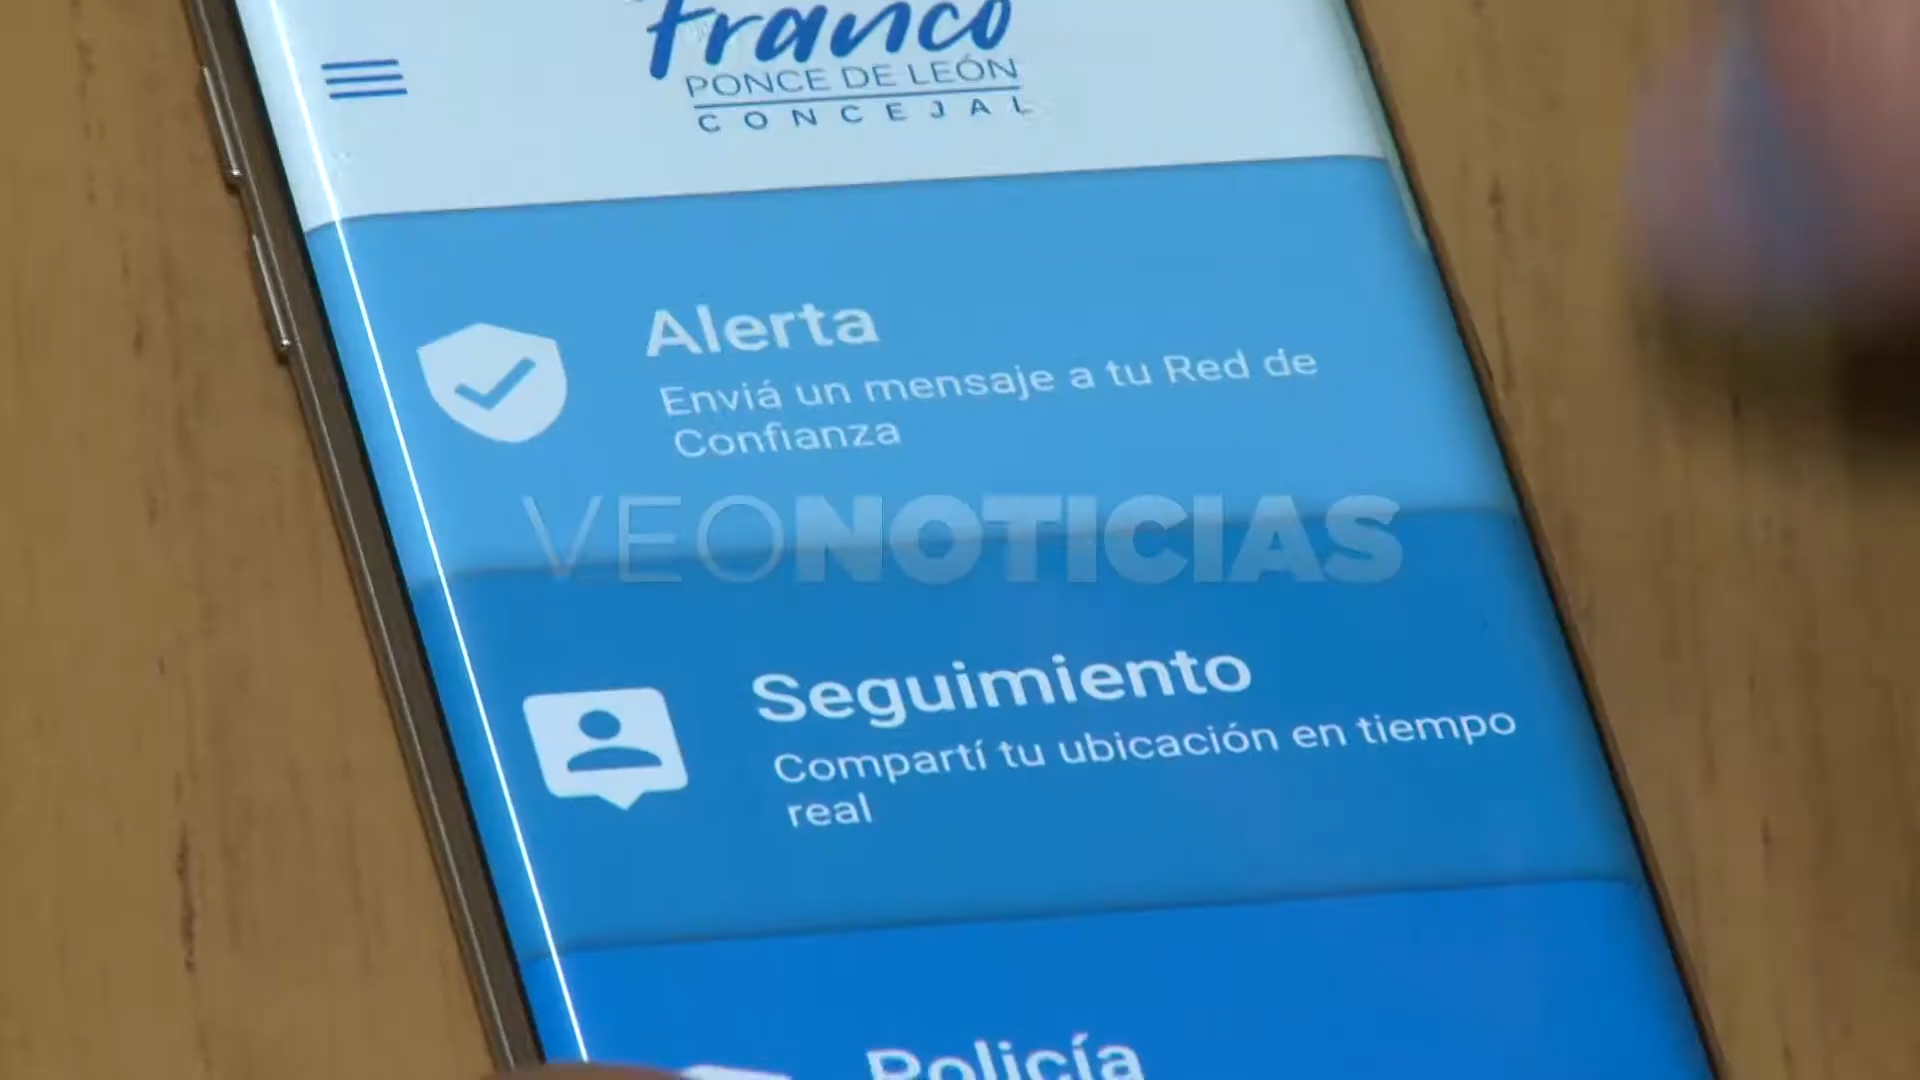 Franco
PONCE DE LEÓN
CONCEJAL
Alerta
Enviá un mensaje a tu Red de
Confianza
VEONOTICIAS
Seguimiento
Compartí tu ubicación en tiempo
real
Policía